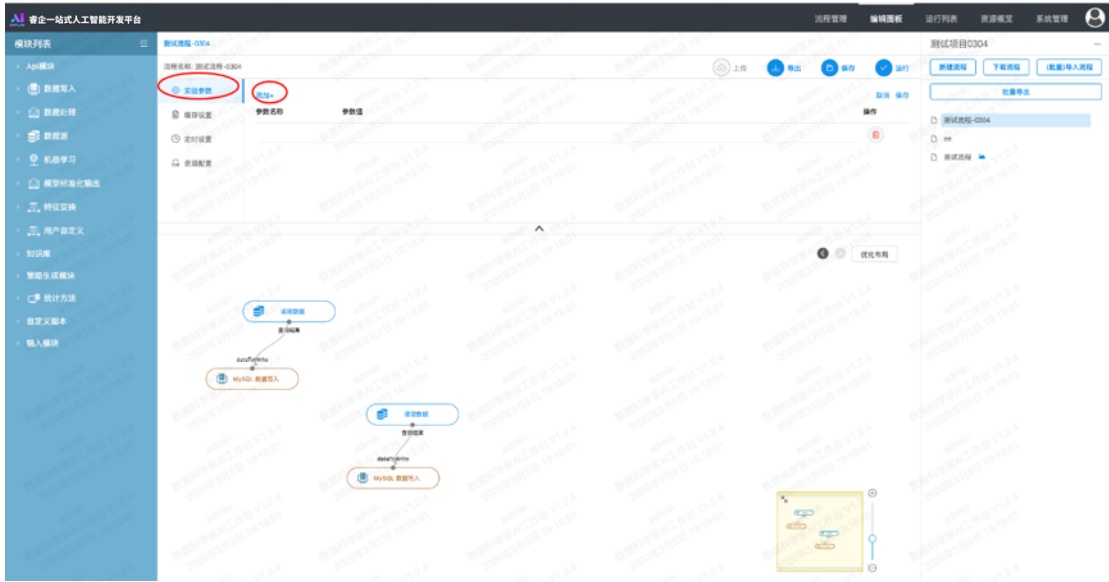 睿企一站式人工智能开发平台
流程管理 编辑面板 运行列表 资源概览 系统管理
模块列表
Api模块
数据写入
数据处理
数据源
机器学习
模型标准化输出
特征变换
用户自定义
知识库
策略生成模块
统计方法
自定义脚本
输入模块
测试流程-0304
流程名称: 测试流程-0304
上传 导出 保存 运行
实验参数
缓存设置
定时设置
资源配置
添加+
取消 保存
参数名称 参数值 操作
优化布局
读取数据
查询结果
dataToWrite
MySQL 数据写入
读取数据
查询结果
dataToWrite
MySQL 数据写入
测试项目0304
新建流程 下载流程 (批量)导入流程
批量导出
测试流程-0304
测试流程